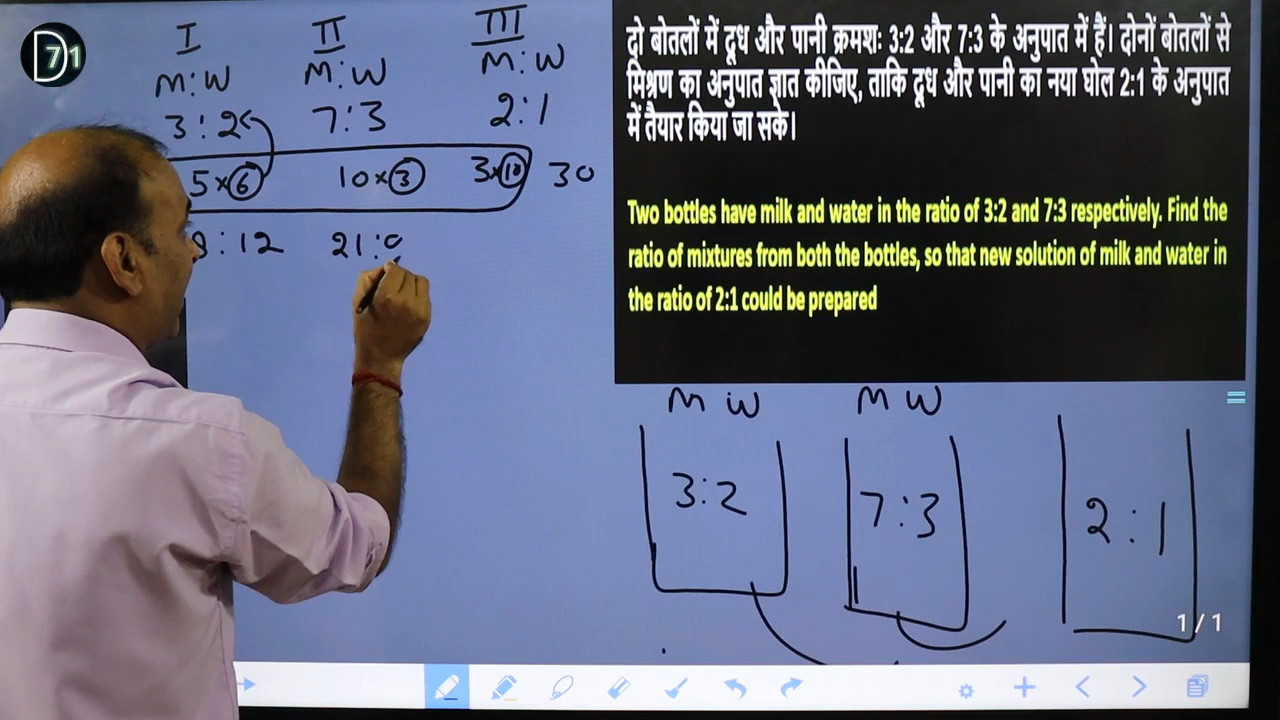 D71
I II III
M:W M:W M:W
3:2 7:3 2:1
5×6 10×3 3×10 30
:12 21:9
दो बोतलों में दूध और पानी क्रमशः 3:2 और 7:3 के अनुपात में हैं। दोनों बोतलों से
मिश्रण का अनुपात ज्ञात कीजिए, ताकि दूध और पानी का नया घोल 2:1 के अनुपात
में तैयार किया जा सके।
Two bottles have milk and water in the ratio of 3:2 and 7:3 respectively. Find the
ratio of mixtures from both the bottles, so that new solution of milk and water in
the ratio of 2:1 could be prepared
M W M W
3:2 7:3 2:1
1/1